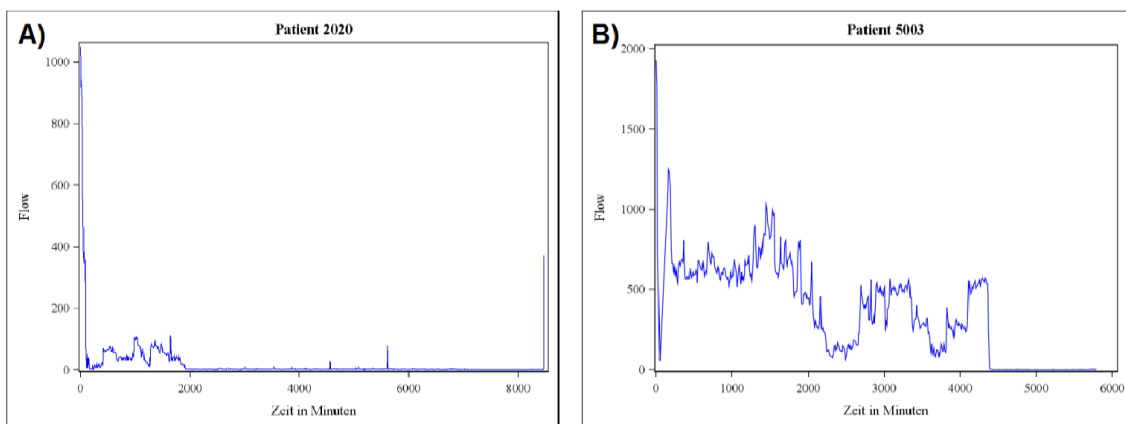 A)
Patient 2020
1000
800
600
400
200
0
Flow
0 2000 4000 6000 8000
Zeit in Minuten
B)
Patient 5003
2000
1500
1000
500
0
Flow
0 1000 2000 3000 4000 5000 6000
Zeit in Minuten